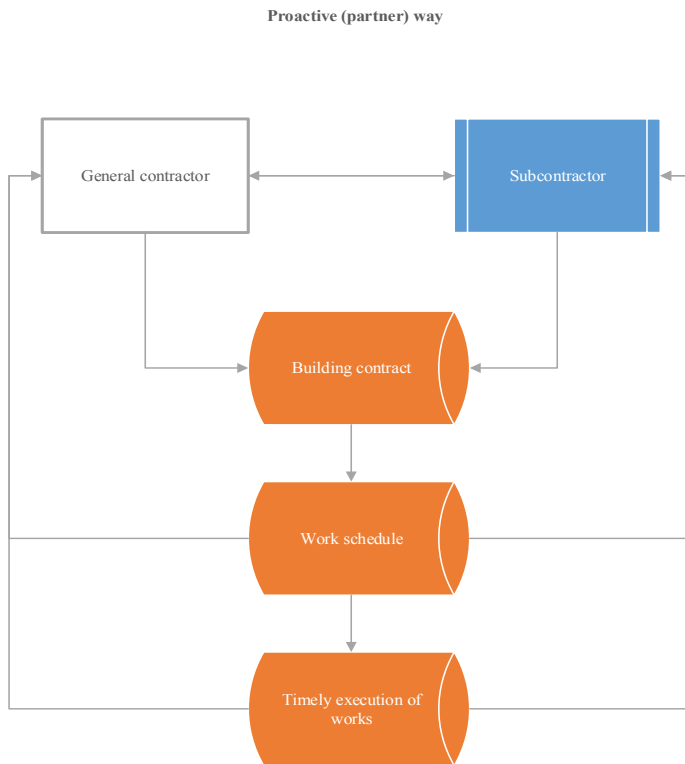 Proactive (partner) way
General contractor
Subcontractor
Building contract
Work schedule
Timely execution of
works